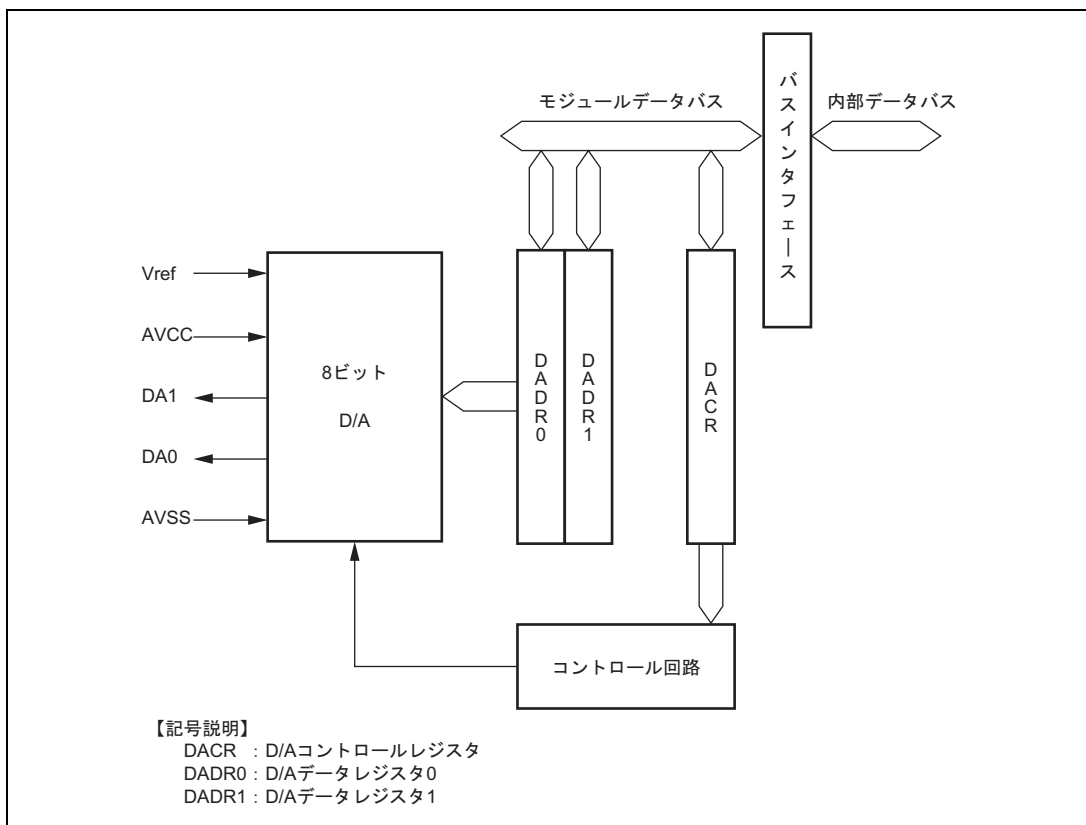 モジュールデータバス
バスインタフェース
内部データバス
Vref
AVCC
DA1
DA0
AVSS
8ビット
D/A
DADR0
DADR1
DACR
コントロール回路
【記号説明】
DACR : D/Aコントロールレジスタ
DADR0 : D/Aデータレジスタ0
DADR1 : D/Aデータレジスタ1